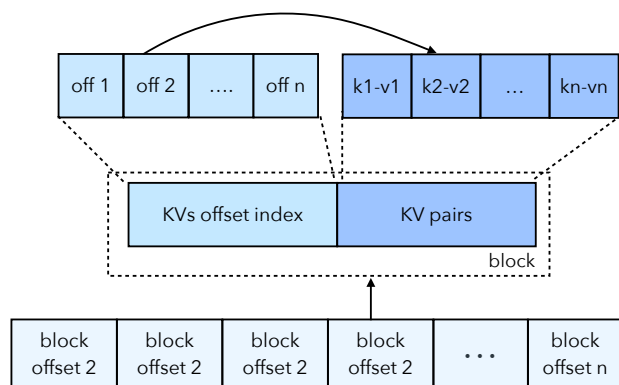 off 1 off 2 .... off n k1-v1 k2-v2 ... kn-vn
KVs offset index KV pairs
block
block block block block block
offset 2 offset 2 offset 2 offset 2 ... offset n